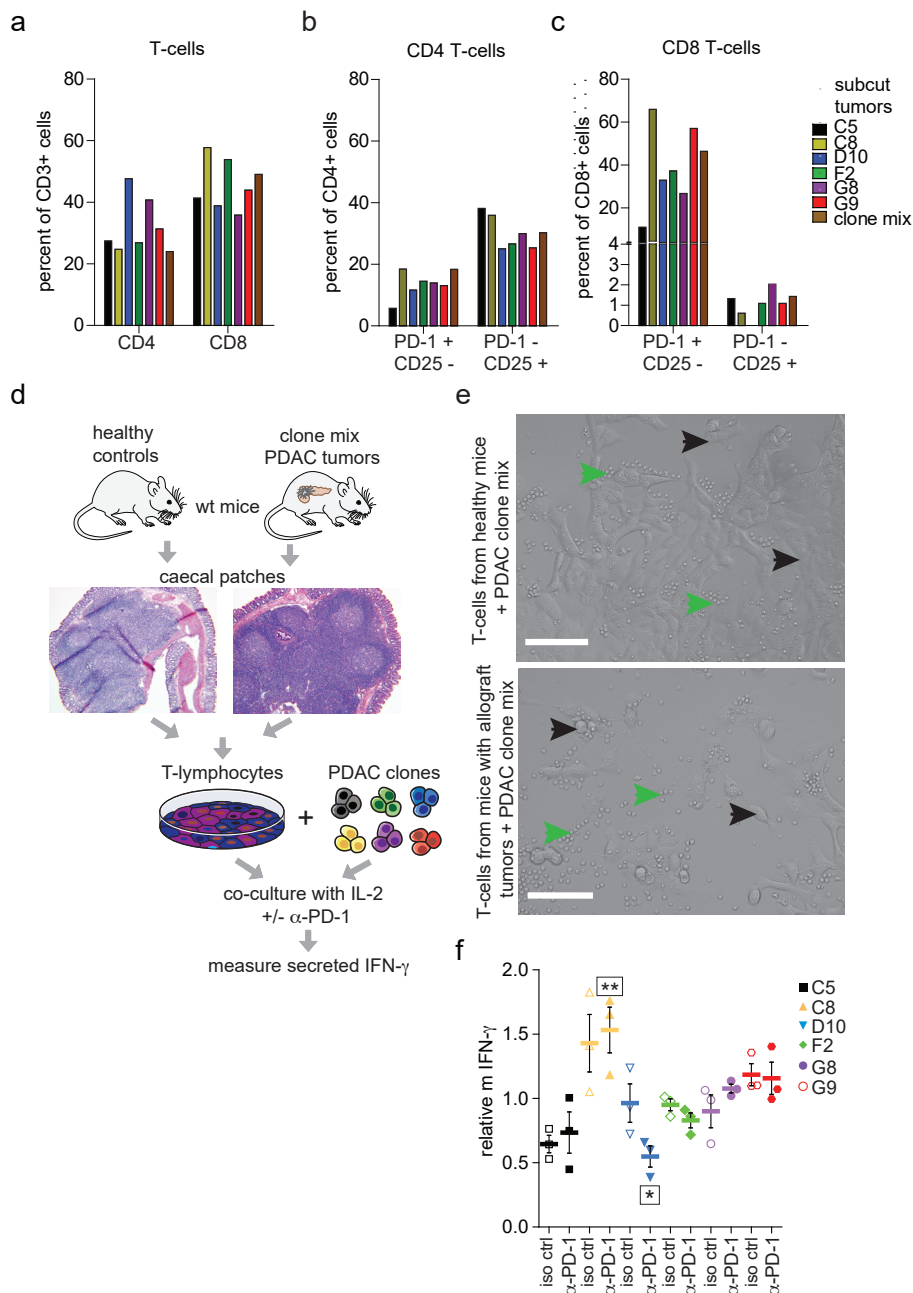 a
T-cells
percent of CD3+ cells
80
60
40
20
0
CD4
CD8
b
CD4 T-cells
percent of CD4+ cells
80
60
40
20
0
PD-1 +
CD25 -
PD-1 -
CD25 +
c
CD8 T-cells
percent of CD8+ cells
80
60
40
20
4
3
2
1
0
PD-1 +
CD25 -
PD-1 -
CD25 +
subcut
tumors
C5
C8
D10
F2
G8
G9
clone mix
d
healthy
controls
clone mix
PDAC tumors
wt mice
caecal patches
T-lymphocytes
PDAC clones
+
co-culture with IL-2
+/- α-PD-1
measure secreted IFN-γ
e
T-cells from healthy mice
+ PDAC clone mix
T-cells from mice with allograft
tumors + PDAC clone mix
f
relative m IFN-γ
2.0
1.5
1.0
0.5
0.0
**
*
iso ctrl
α-PD-1
iso ctrl
α-PD-1
iso ctrl
α-PD-1
iso ctrl
α-PD-1
iso ctrl
α-PD-1
iso ctrl
α-PD-1
C5
C8
D10
F2
G8
G9